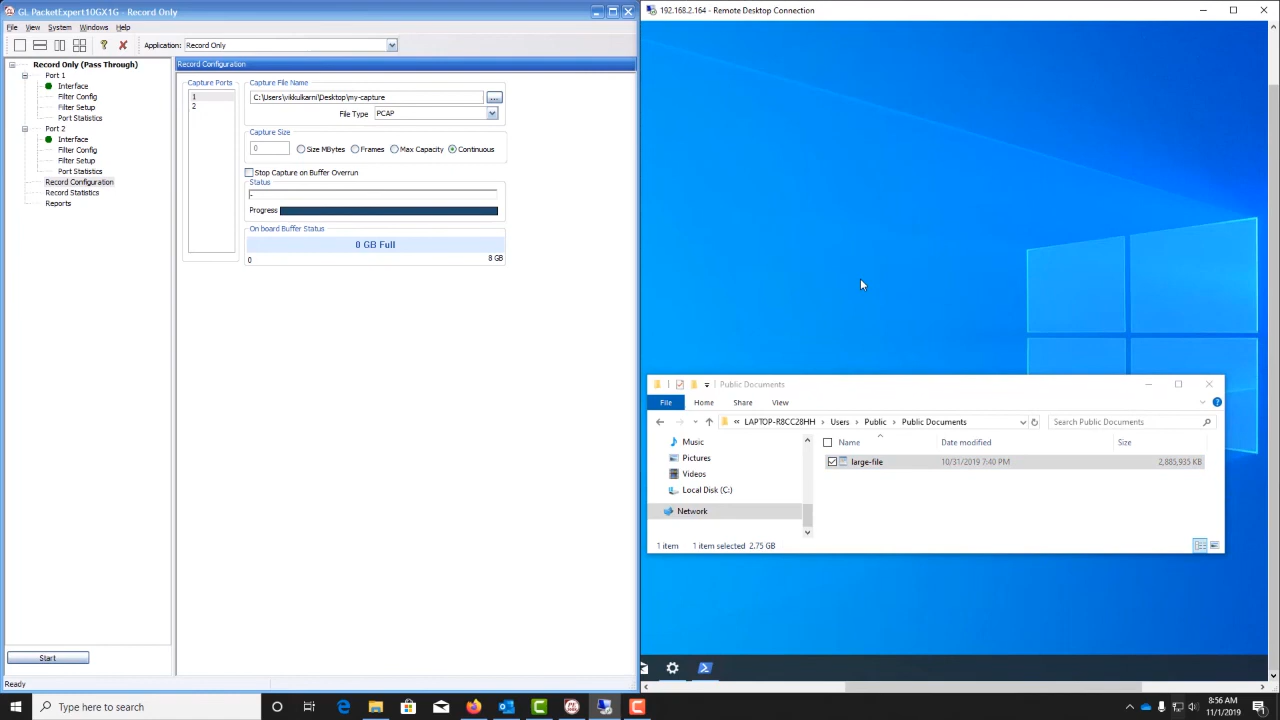 GL PacketExpert10GX1G - Record Only
File View System Windows Help
Application: Record Only
Record Only (Pass Through)
Port 1
Interface
Filter Config
Filter Setup
Port Statistics
Port 2
Interface
Filter Config
Filter Setup
Port Statistics
Record Configuration
Record Statistics
Reports
Start
Ready
Record Configuration
Capture Ports
1
2
Capture File Name
C:\Users\vikkulkarni\Desktop\my-capture
...
File Type PCAP
Capture Size
0 Size MBytes Frames Max Capacity Continuous
Stop Capture on Buffer Overrun
Status
-
Progress
On board Buffer Status
0 GB Full
0 8 GB
192.168.2.164 - Remote Desktop Connection
Public Documents
File Home Share View
« LAPTOP-R8CC28HH > Users > Public > Public Documents
Search Public Documents
Music
Pictures
Videos
Local Disk (C:)
Network
Name Date modified Size
large-file 10/31/2019 7:40 PM 2,885,935 KB
1 item 1 item selected 2.75 GB
Type here to search
8:56 AM
11/1/2019